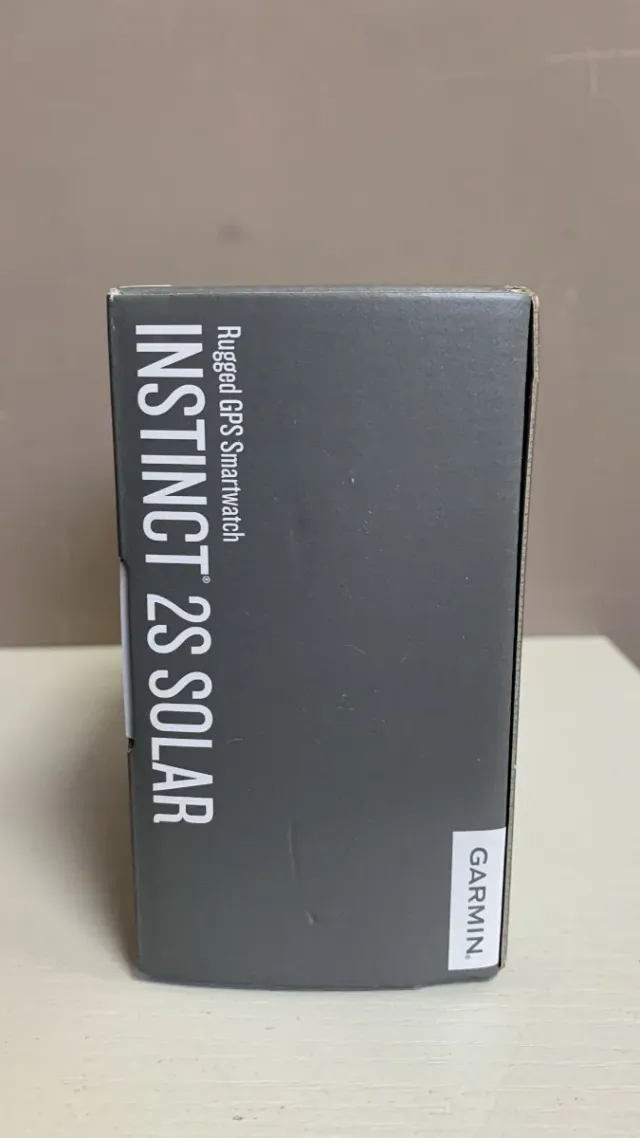 Rugged GPS Smartwatch
INSTINCT® 2S SOLAR
GARMIN®